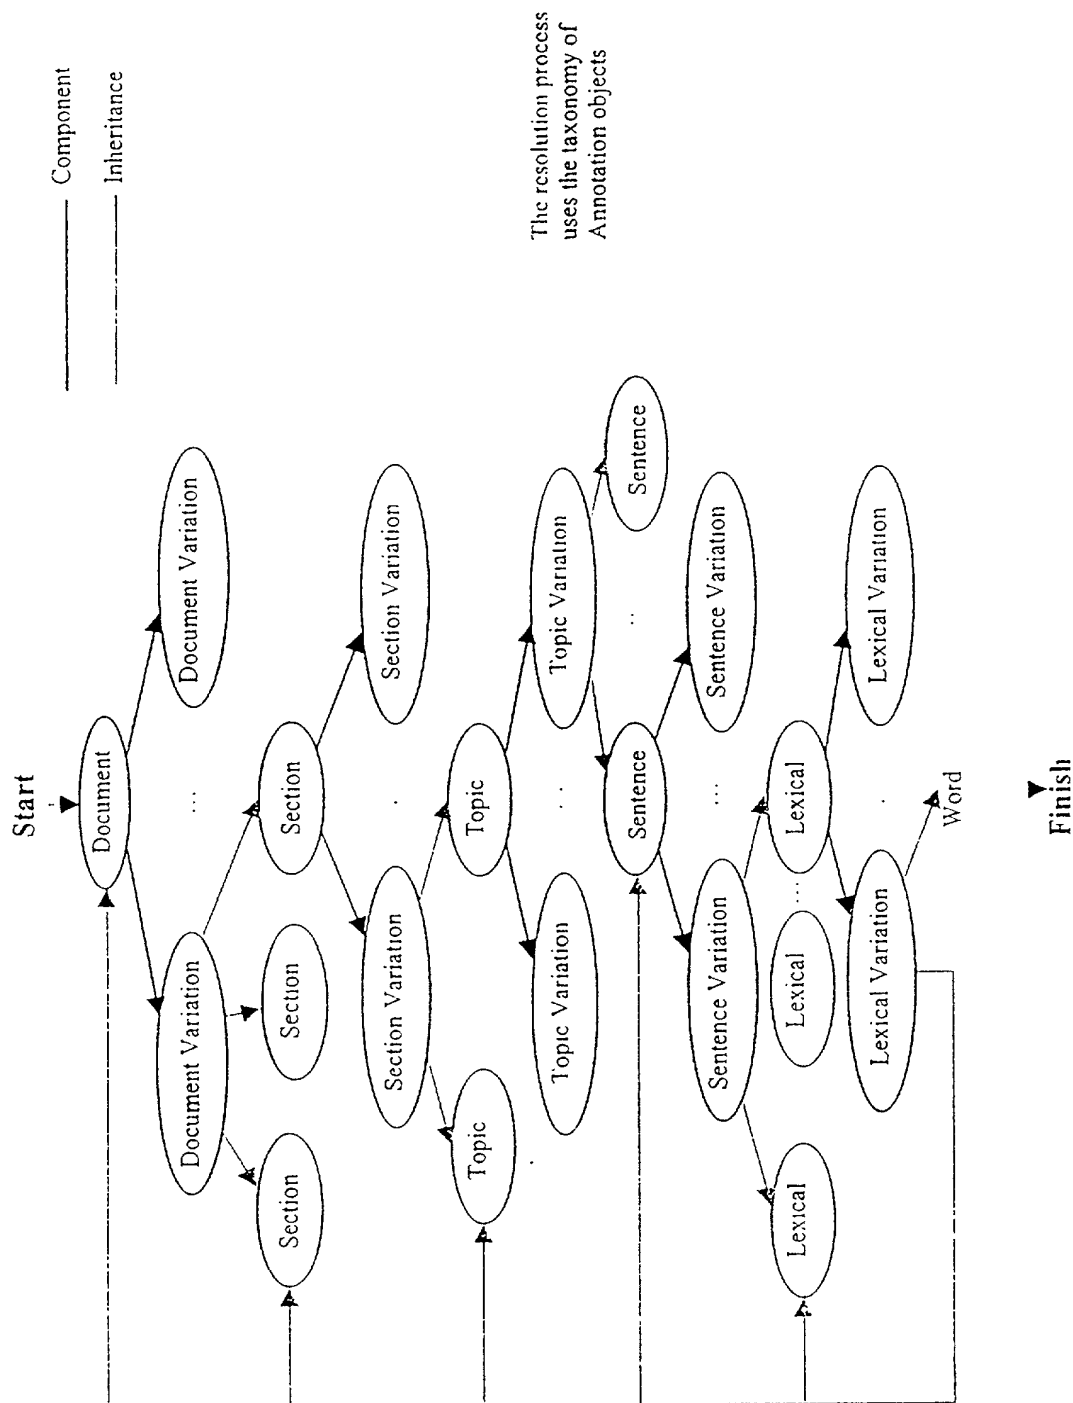 Start
Document
Document Variation
...
Document Variation
Section
Section
Section
Section Variation
.
Section Variation
Topic
Topic
Topic Variation
. .
Topic Variation
Sentence
..
Sentence
Sentence Variation
...
Sentence Variation
Lexical
Lexical
...
Lexical
Lexical Variation
.
Lexical Variation
Word
Finish
Component
Inheritance
The resolution process
uses the taxonomy of
Annotation objects